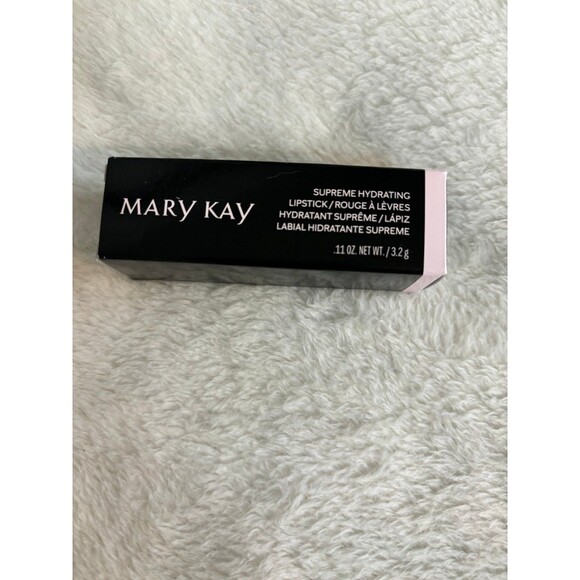 MARY KAY
SUPREME HYDRATING
LIPSTICK/ROUGE À LÈVRES
HYDRATANT SUPRÊME/LÁPIZ
LABIAL HIDRATANTE SUPREME
.11 OZ. NET WT./3.2 g